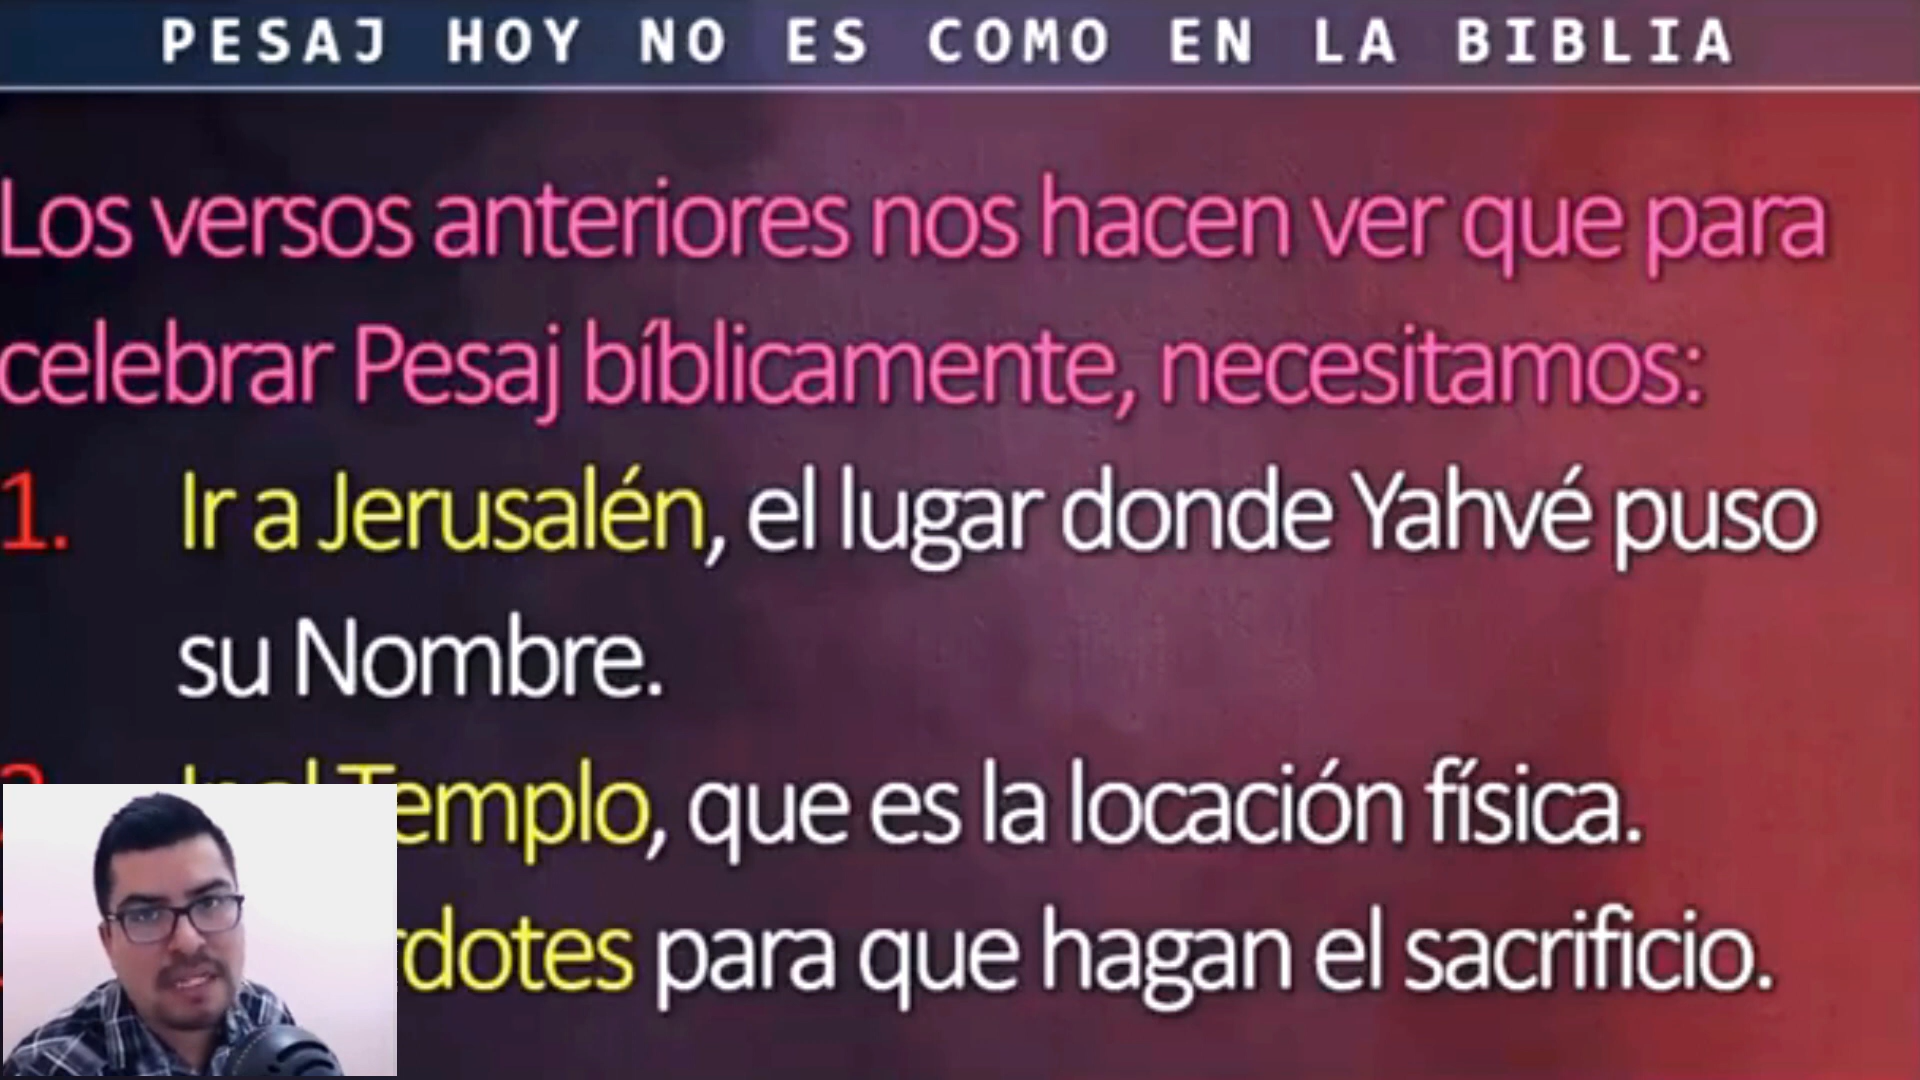 PESAJ HOY NO ES COMO EN LA BIBLIA
Los versos anteriores nos hacen ver que para
celebrar Pesaj bíblicamente, necesitamos:
1. Ir a Jerusalén, el lugar donde Yahvé puso
su Nombre.
Templo, que es la locación física.
para que hagan el sacrificio.